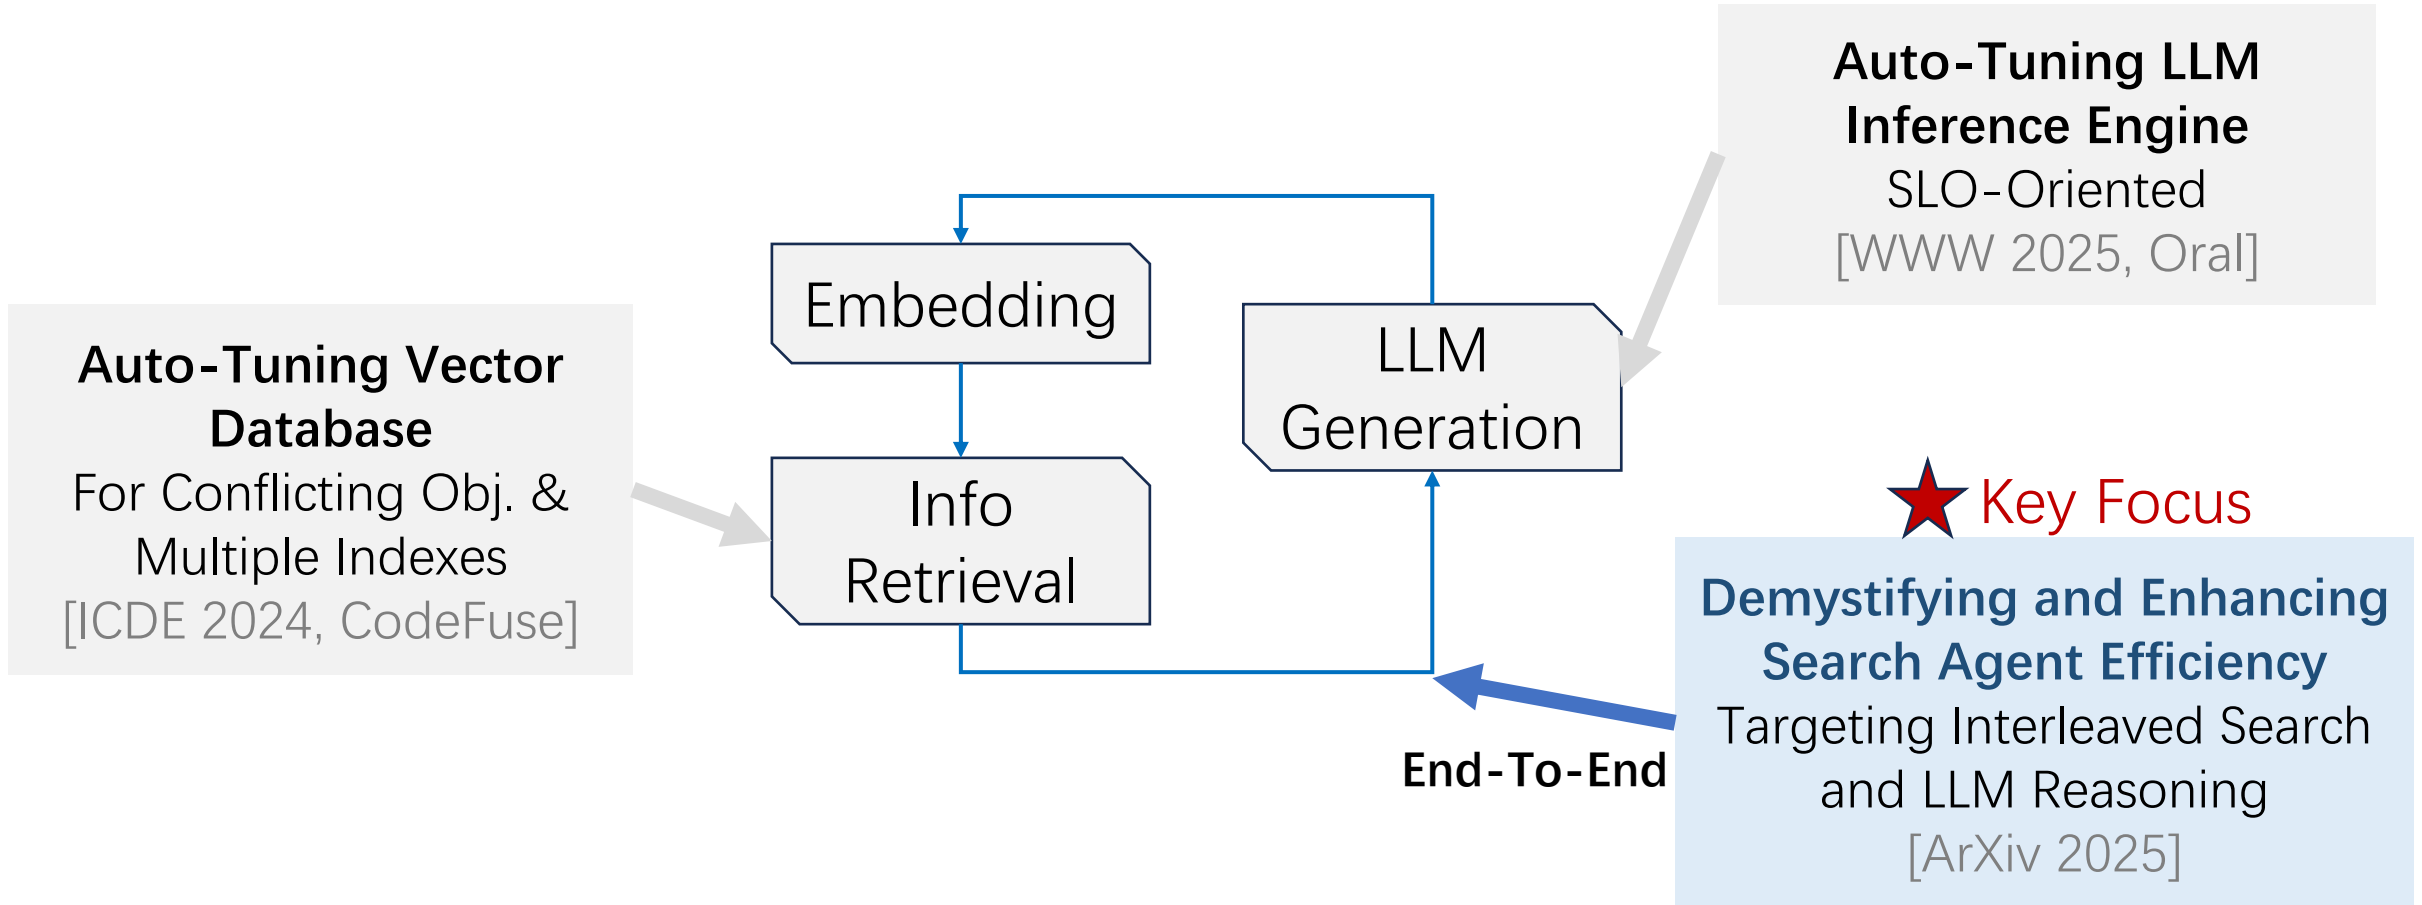 Auto-Tuning LLM
Inference Engine
SLO-Oriented
[WWW 2025, Oral]
Embedding
LLM
Generation
Auto-Tuning Vector
Database
For Conflicting Obj. &
Multiple Indexes
[ICDE 2024, CodeFuse]
Info
Retrieval
Key Focus
Demystifying and Enhancing
Search Agent Efficiency
Targeting Interleaved Search
and LLM Reasoning
[ArXiv 2025]
End-To-End